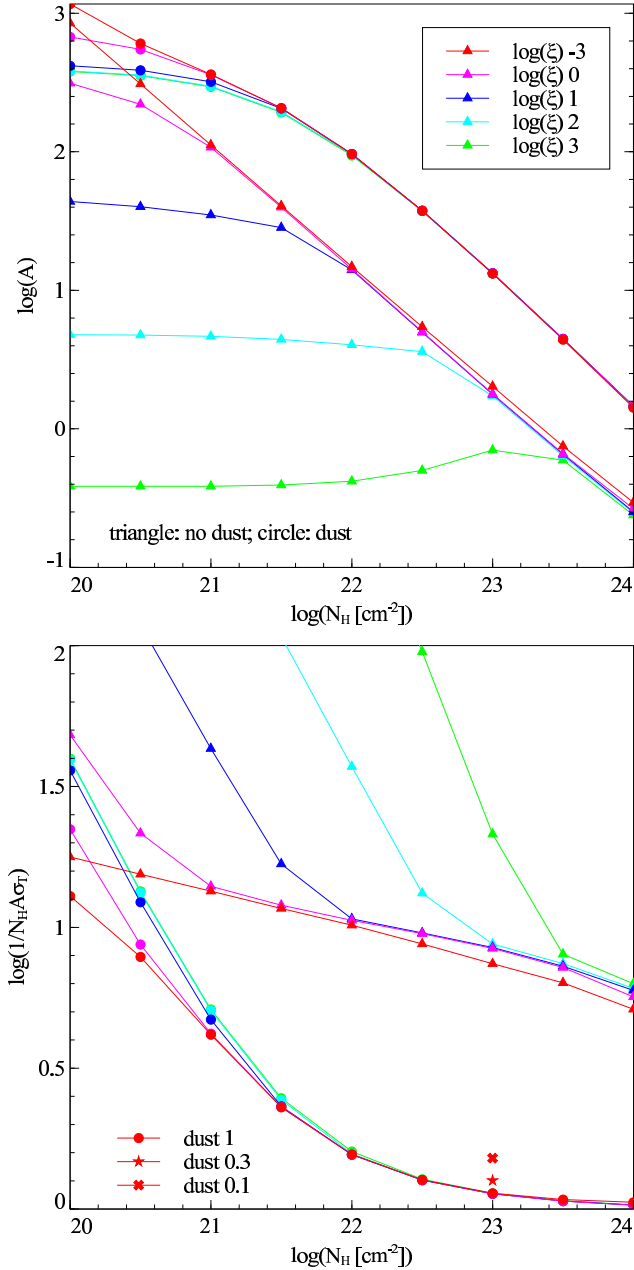 3
2
1
0
-1
log(A)
log(ξ) -3
log(ξ) 0
log(ξ) 1
log(ξ) 2
log(ξ) 3
triangle: no dust; circle: dust
20 21 22 23 24
log(N_H [cm⁻²])
2
1.5
1
0.5
0
log(1/N_HAσ_T)
dust 1
dust 0.3
dust 0.1
20 21 22 23 24
log(N_H [cm⁻²])